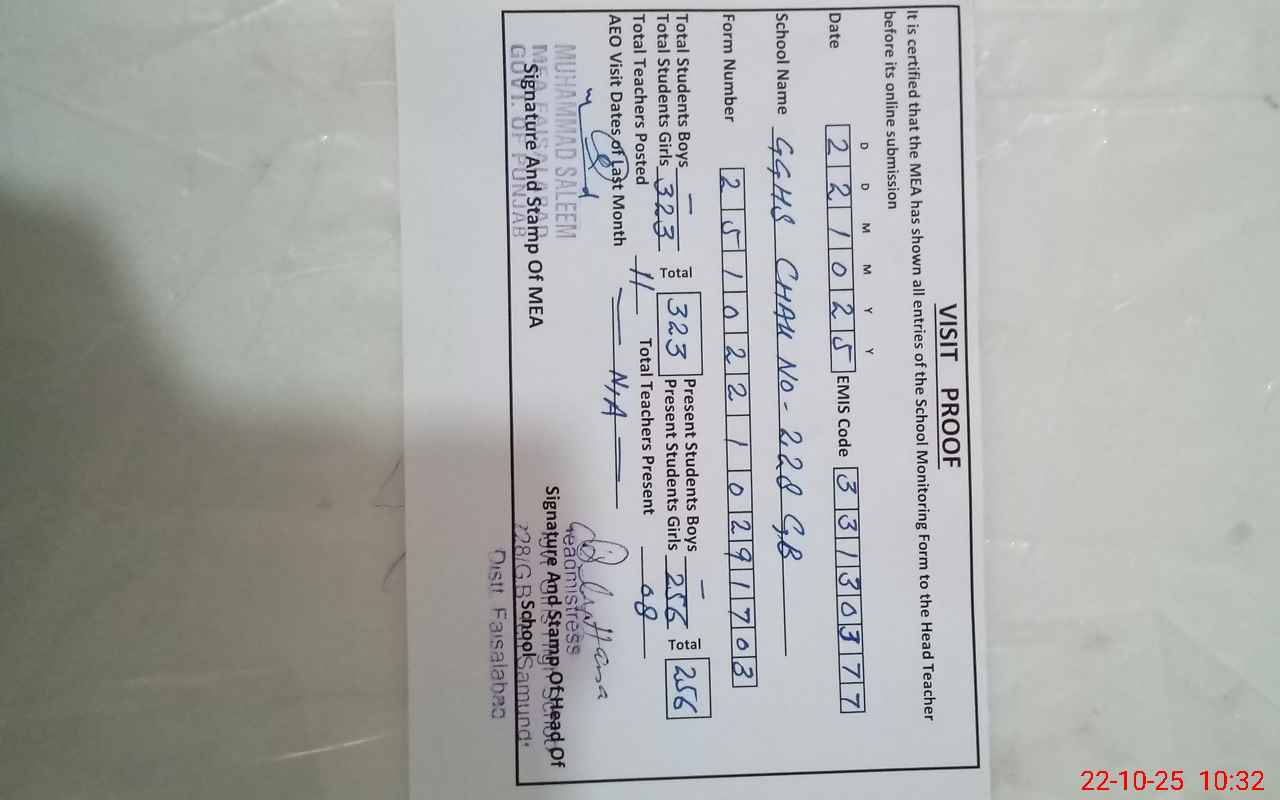 VISIT PROOF
It is certified that the MEA has shown all entries of the School Monitoring Form to the Head Teacher
before its online submission
D D M M Y Y
Date 2 2 1 0 2 5 EMIS Code 3 3 1 3 0 3 7 7
School Name GGHS CHAK NO- 228 GB
Form Number 2 5 1 0 2 2 1 0 2 9 1 7 0 3
Total Students Boys - Present Students Boys -
Total Students Girls 323 Total 323 Present Students Girls 256 Total 256
Total Teachers Posted 11 Total Teachers Present 08
AEO Visit Dates of Last Month N/A
MUHAMMAD SALEEM
MEA FAISALABAD
GOVT. OF PUNJAB
Signature And Stamp Of MEA
Headmistress
Signature And Stamp Of Head Of
School
228/G.B
Distt. Faisalabad
22-10-25 10:32